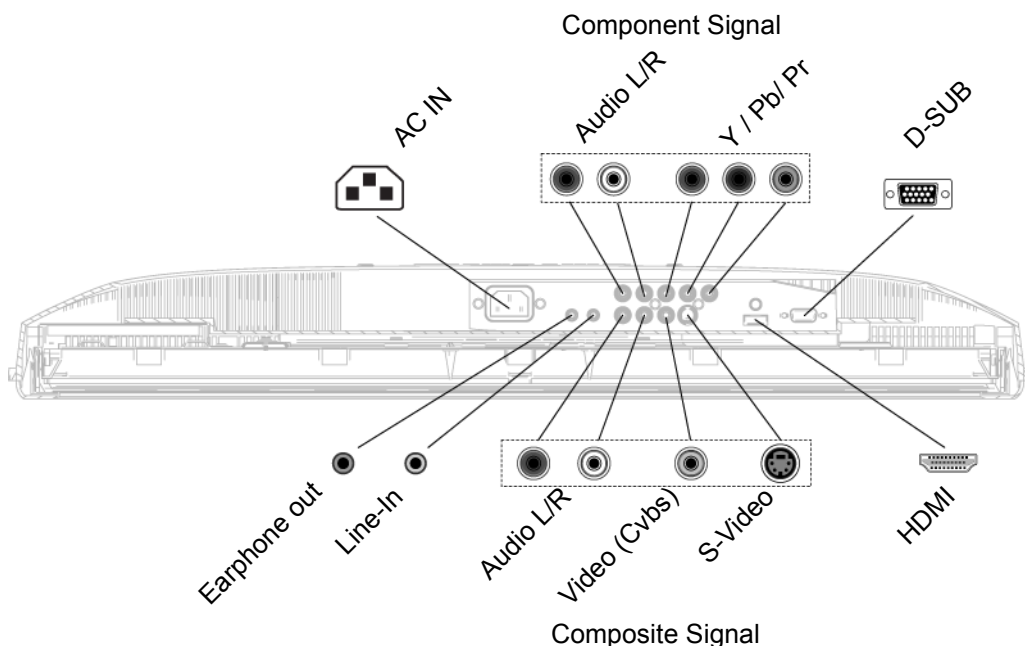 Component Signal
AC IN
Audio L/R
Y / Pb/ Pr
D-SUB
Earphone out
Line-In
Audio L/R
Video (Cvbs)
S-Video
HDMI
Composite Signal